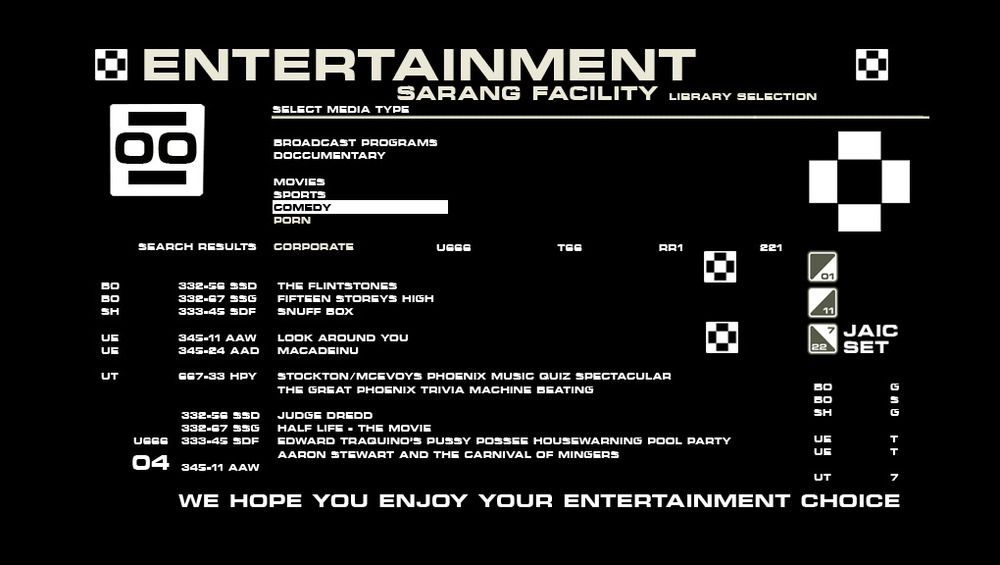 ENTERTAINMENT
SARANG FACILITY LIBRARY SELECTION
SELECT MEDIA TYPE
BROADCAST PROGRAMS
DOCCUMENTARY
MOVIES
SPORTS
COMEDY
PORN
SEARCH RESULTS CORPORATE UGGG TGG RR1 221
BO 332-56 SSD THE FLINTSTONES
BO 332-67 SSG FIFTEEN STOREYS HIGH
SH 333-45 SDF SNUFF BOX
UE 345-11 AAW LOOK AROUND YOU
UE 345-24 AAD MACADEINU
UT 667-33 HPY STOCKTON/MCEVOYS PHOENIX MUSIC QUIZ SPECTACULAR
THE GREAT PHOENIX TRIVIA MACHINE BEATING
332-56 SSD JUDGE DREDD
332-67 SSG HALF LIFE - THE MOVIE
UGGG 333-45 SDF EDWARD TRAQUINO'S PUSSY POSSEE HOUSEWARNING POOL PARTY
AARON STEWART AND THE CARNIVAL OF MINGERS
04 345-11 AAW
01
11
7
22
JAIC
SET
BO G
BO S
SH G
UE T
UE T
UT 7
WE HOPE YOU ENJOY YOUR ENTERTAINMENT CHOICE